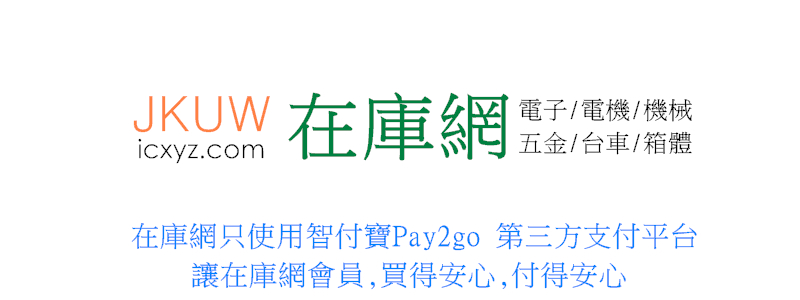 JKUW
icxyz.com
在庫網
電子/電機/機械
五金/台車/箱體
在庫網只使用智付寶Pay2go 第三方支付平台
讓在庫網會員,買得安心,付得安心